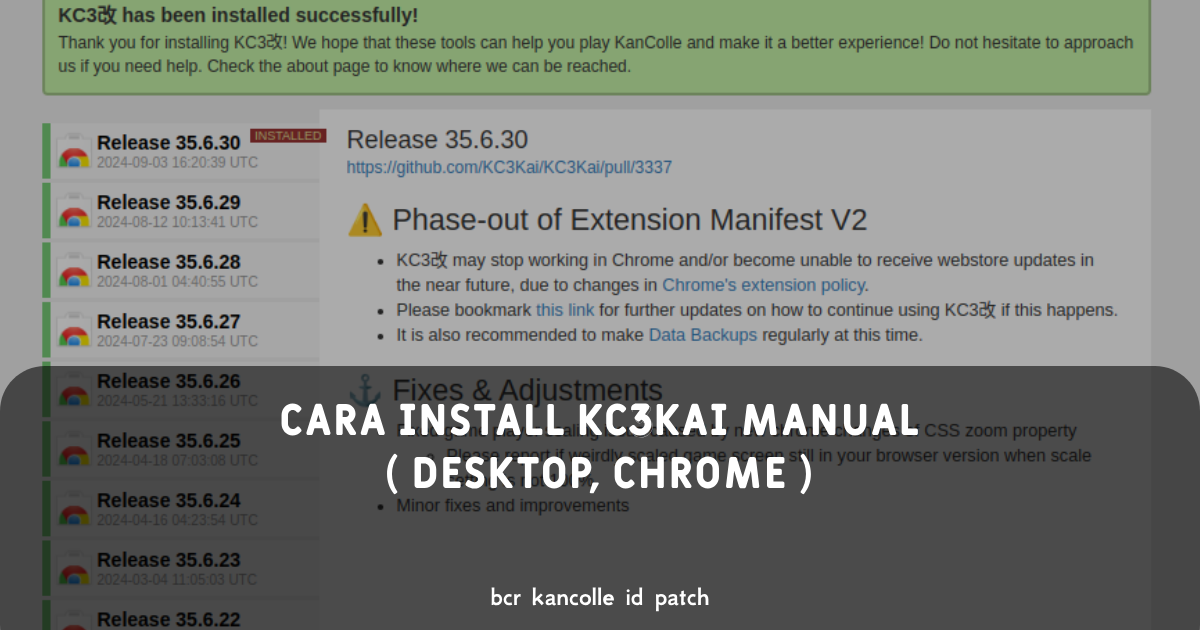 KC3改 has been installed successfully!
Thank you for installing KC3改! We hope that these tools can help you play KanColle and make it a better experience! Do not hesitate to approach
us if you need help. Check the about page to know where we can be reached.
Release 35.6.30 INSTALLED
2024-09-03 16:20:39 UTC
Release 35.6.29
2024-08-12 10:13:41 UTC
Release 35.6.28
2024-08-01 04:40:55 UTC
Release 35.6.27
2024-07-23 09:08:54 UTC
Release 35.6.26
2024-05-21 13:33:16 UTC
Release 35.6.25
2024-04-18 07:03:08 UTC
Release 35.6.24
2024-04-16 04:23:54 UTC
Release 35.6.23
2024-03-04 11:05:03 UTC
Release 35.6.22
Release 35.6.30
https://github.com/KC3Kai/KC3Kai/pull/3337
Phase-out of Extension Manifest V2
KC3改 may stop working in Chrome and/or become unable to receive webstore updates in
the near future, due to changes in Chrome's extension policy.
Please bookmark this link for further updates on how to continue using KC3改 if this happens.
It is also recommended to make Data Backups regularly at this time.
Fixes & Adjustments
CSS zoom property
Please report if weirdly scaled game screen still in your browser version when scale
Minor fixes and improvements
CARA INSTALL KC3KAI MANUAL
( DESKTOP, CHROME )
bcr kancolle id patch